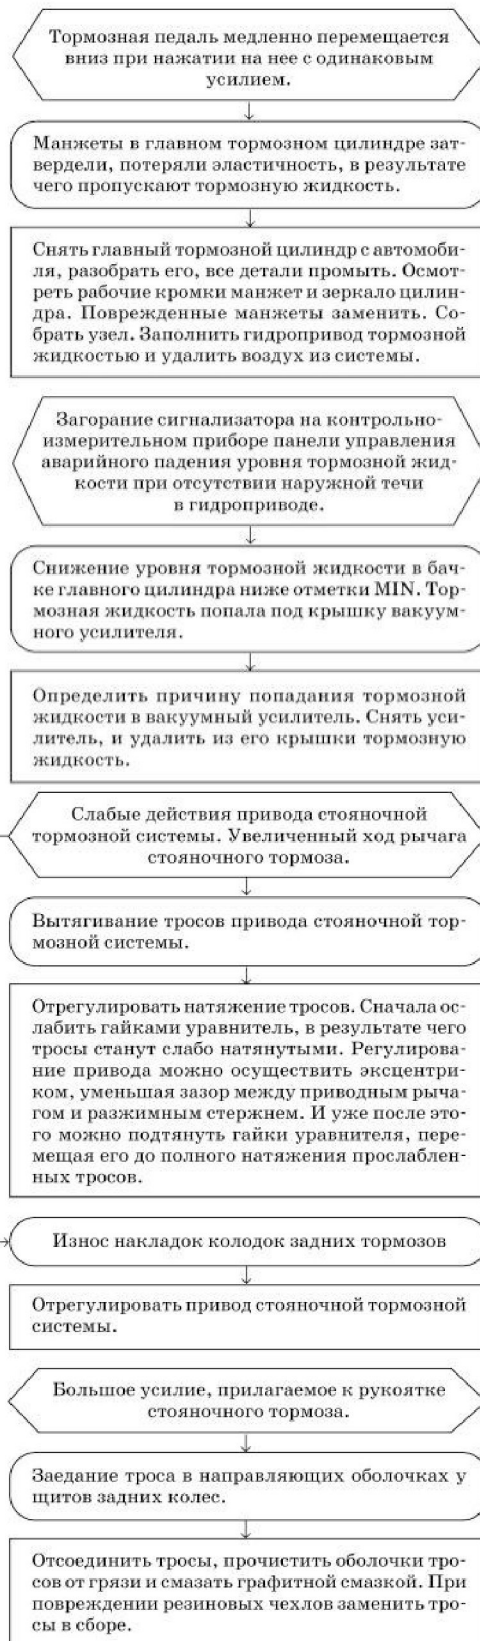 Тормозная педаль медленно перемещается
вниз при нажатии на нее с одинаковым
усилием.
Манжеты в главном тормозном цилиндре зат-
вердели, потеряли эластичность, в результате
чего пропускают тормозную жидкость.
Снять главный тормозной цилиндр с автомоби-
ля, разобрать его, все детали промыть. Осмот-
реть рабочие кромки манжет и зеркало цилин-
дра. Поврежденные манжеты заменить. Со-
брать узел. Заполнить гидропривод тормозной
жидкостью и удалить воздух из системы.
Загорание сигнализатора на контрольно-
измерительном приборе панели управления
аварийного падения уровня тормозной жид-
кости при отсутствии наружной течи
в гидроприводе.
Снижение уровня тормозной жидкости в бач-
ке главного цилиндра ниже отметки MIN. Тор-
мозная жидкость попала под крышку вакуум-
ного усилителя.
Определить причину попадания тормозной
жидкости в вакуумный усилитель. Снять уси-
литель, и удалить из его крышки тормозную
жидкость.
Слабые действия привода стояночной
тормозной системы. Увеличенный ход рычага
стояночного тормоза.
Вытягивание тросов привода стояночной тор-
мозной системы.
Отрегулировать натяжение тросов. Сначала ос-
лабить гайками уравнитель, в результате чего
тросы станут слабо натянутыми. Регулирова-
ние привода можно осуществить эксцентри-
ком, уменьшая зазор между приводным рыча-
гом и разжимным стержнем. И уже после это-
го можно подтянуть гайки уравнителя, пере-
мещая его до полного натяжения прослаблен-
ных тросов.
Износ накладок колодок задних тормозов
Отрегулировать привод стояночной тормозной
системы.
Большое усилие, прилагаемое к рукоятке
стояночного тормоза.
Заедание троса в направляющих оболочках у
щитов задних колес.
Отсоединить тросы, прочистить оболочки тро-
сов от грязи и смазать графитной смазкой. При
повреждении резиновых чехлов заменить тро-
сы в сборе.